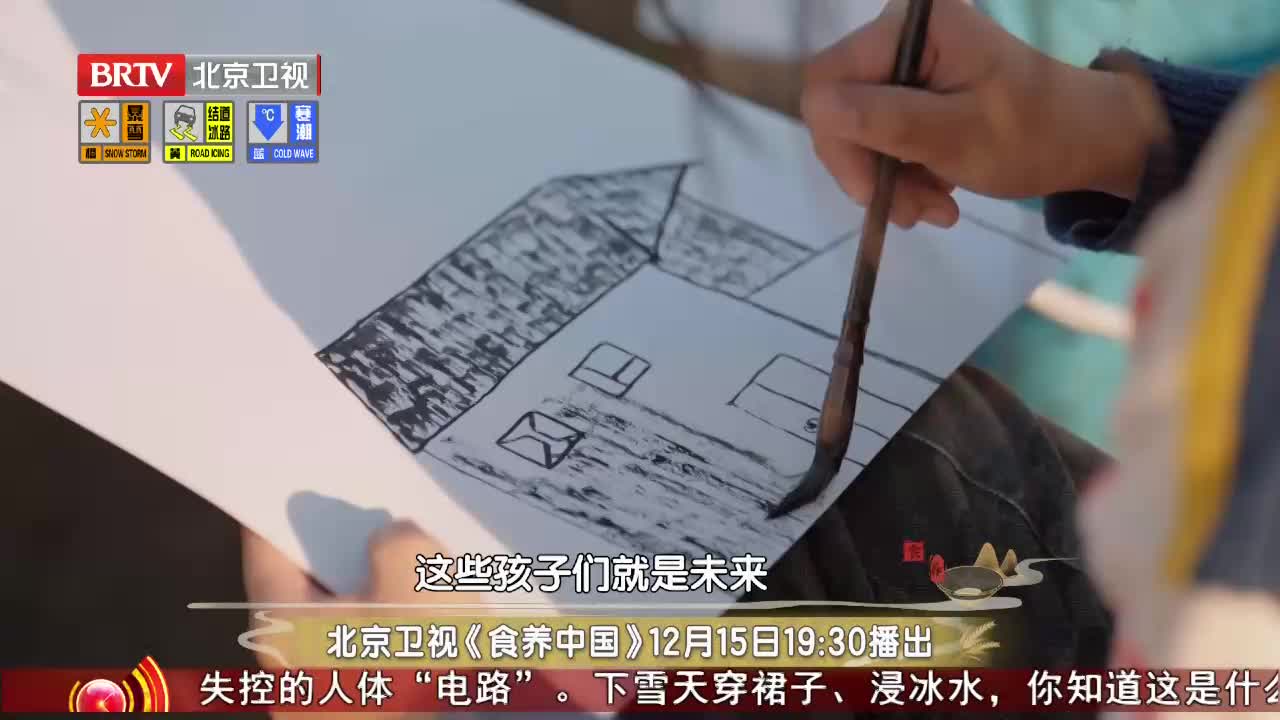 BRTV 北京卫视
暴雪
橙 SNOW STORM
结道冰路
黄 ROAD ICING
℃ 寒潮
蓝 COLD WAVE
这些孩子们就是未来
北京卫视《食养中国》12月15日19:30播出
失控的人体“电路”。下雪天穿裙子、浸冰水，你知道这是什么